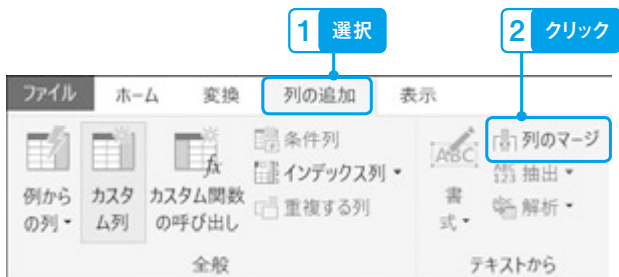 1 選択
2 クリック
ファイル ホーム 変換 列の追加 表示
例から
の列
カスタ
ム列
fx
カスタム関数
の呼び出し
条件列
インデックス列
重複する列
全般
ABC
書
式
列のマージ
123 抽出
abc 解析
テキストから